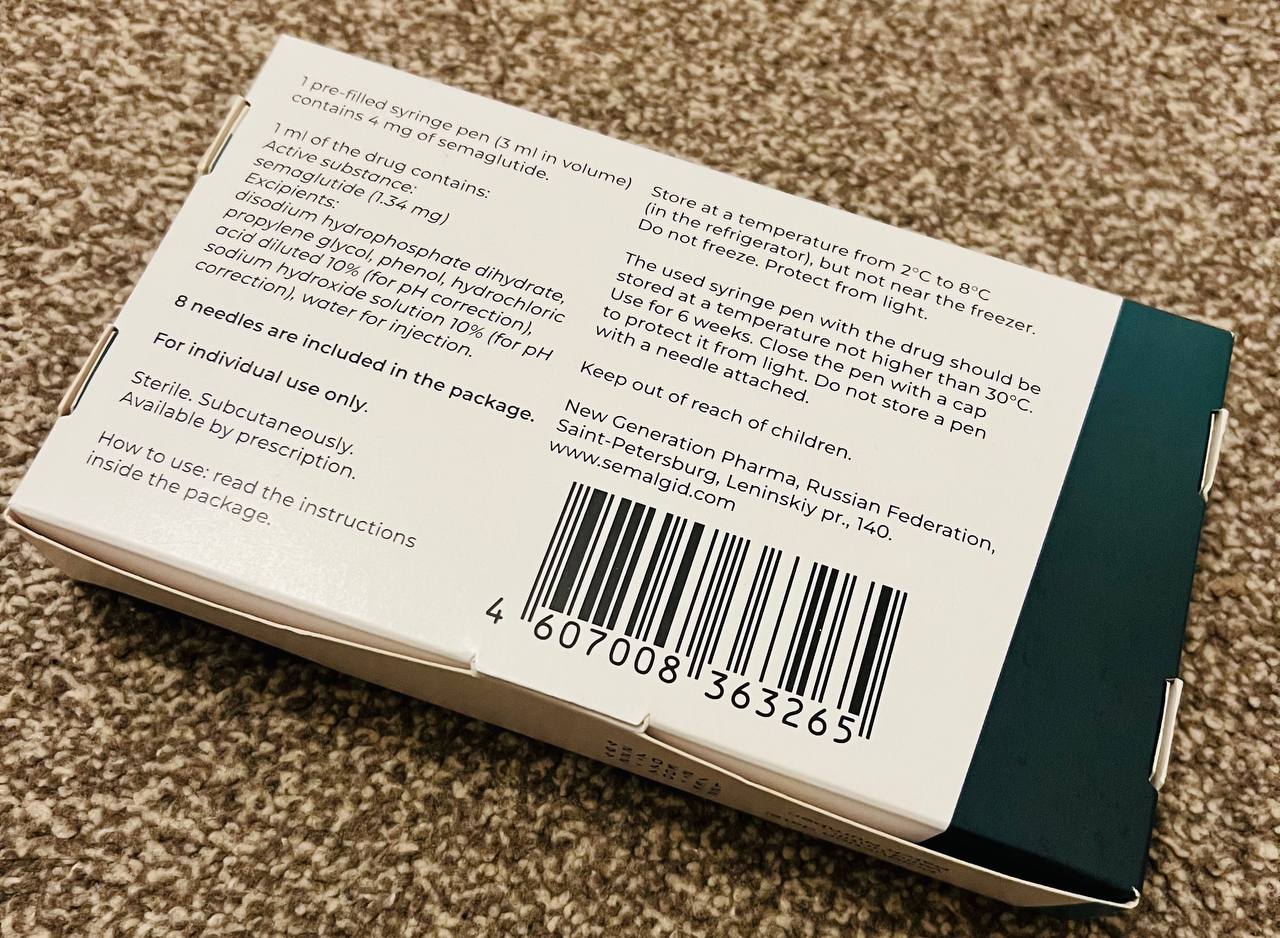 1 pre-filled syringe pen (3 ml in volume)
contains 4 mg of semaglutide.
1 ml of the drug contains:
Active substance:
semaglutide (1.34 mg)
Excipients:
disodium hydrophosphate dihydrate,
propylene glycol, phenol, hydrochloric
acid diluted 10% (for pH correction),
sodium hydroxide solution 10% (for pH
correction), water for injection.
8 needles are included in the package.
For individual use only.
Sterile. Subcutaneously.
Available by prescription.
How to use: read the instructions
inside the package.
Store at a temperature from 2°C to 8°C
(in the refrigerator), but not near the freezer.
Do not freeze. Protect from light.
The used syringe pen with the drug should be
stored at a temperature not higher than 30°C.
Use for 6 weeks. Close the pen with a cap
to protect it from light. Do not store a pen
with a needle attached.
Keep out of reach of children.
New Generation Pharma, Russian Federation,
Saint-Petersburg, Leninskiy pr., 140.
www.semalgid.com
4 607008 363265